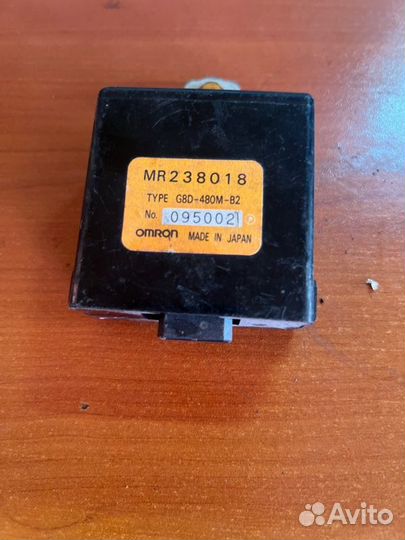 MR238018
TYPE G8D-480M-B2
No. 095002
OMRON MADE IN JAPAN
Avito